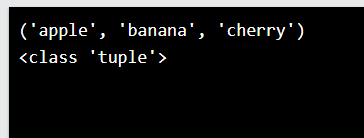 ('apple', 'banana', 'cherry')
<class 'tuple'>